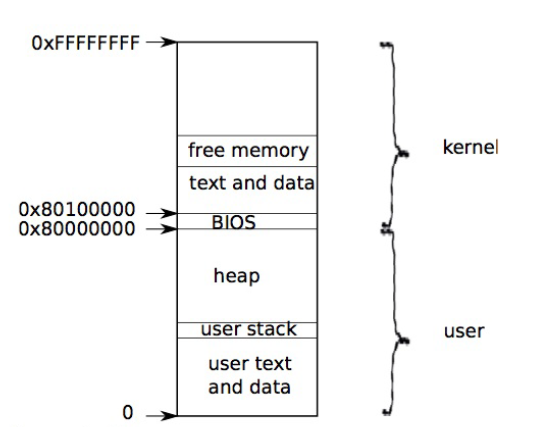 0xFFFFFFFF
free memory
kernel
text and data
0x80100000
BIOS
0x80000000
heap
user stack
user
user text
and data
0